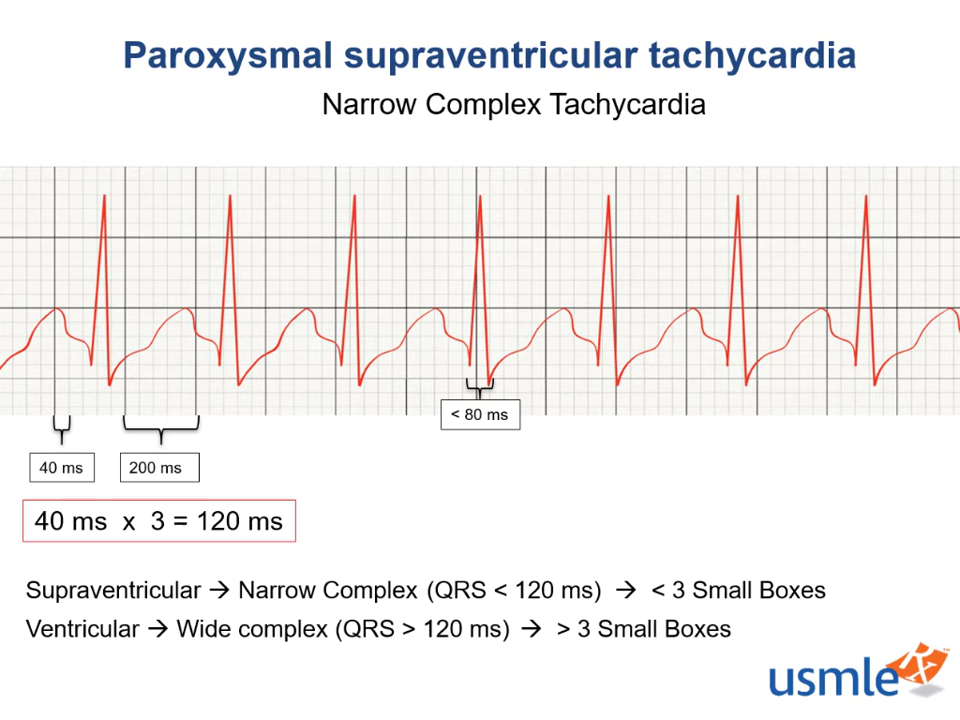 Paroxysmal supraventricular tachycardia
Narrow Complex Tachycardia
< 80 ms
40 ms
200 ms
40 ms x 3 = 120 ms
Supraventricular → Narrow Complex (QRS < 120 ms) → < 3 Small Boxes
Ventricular → Wide complex (QRS > 120 ms) → > 3 Small Boxes
usmle Rx™